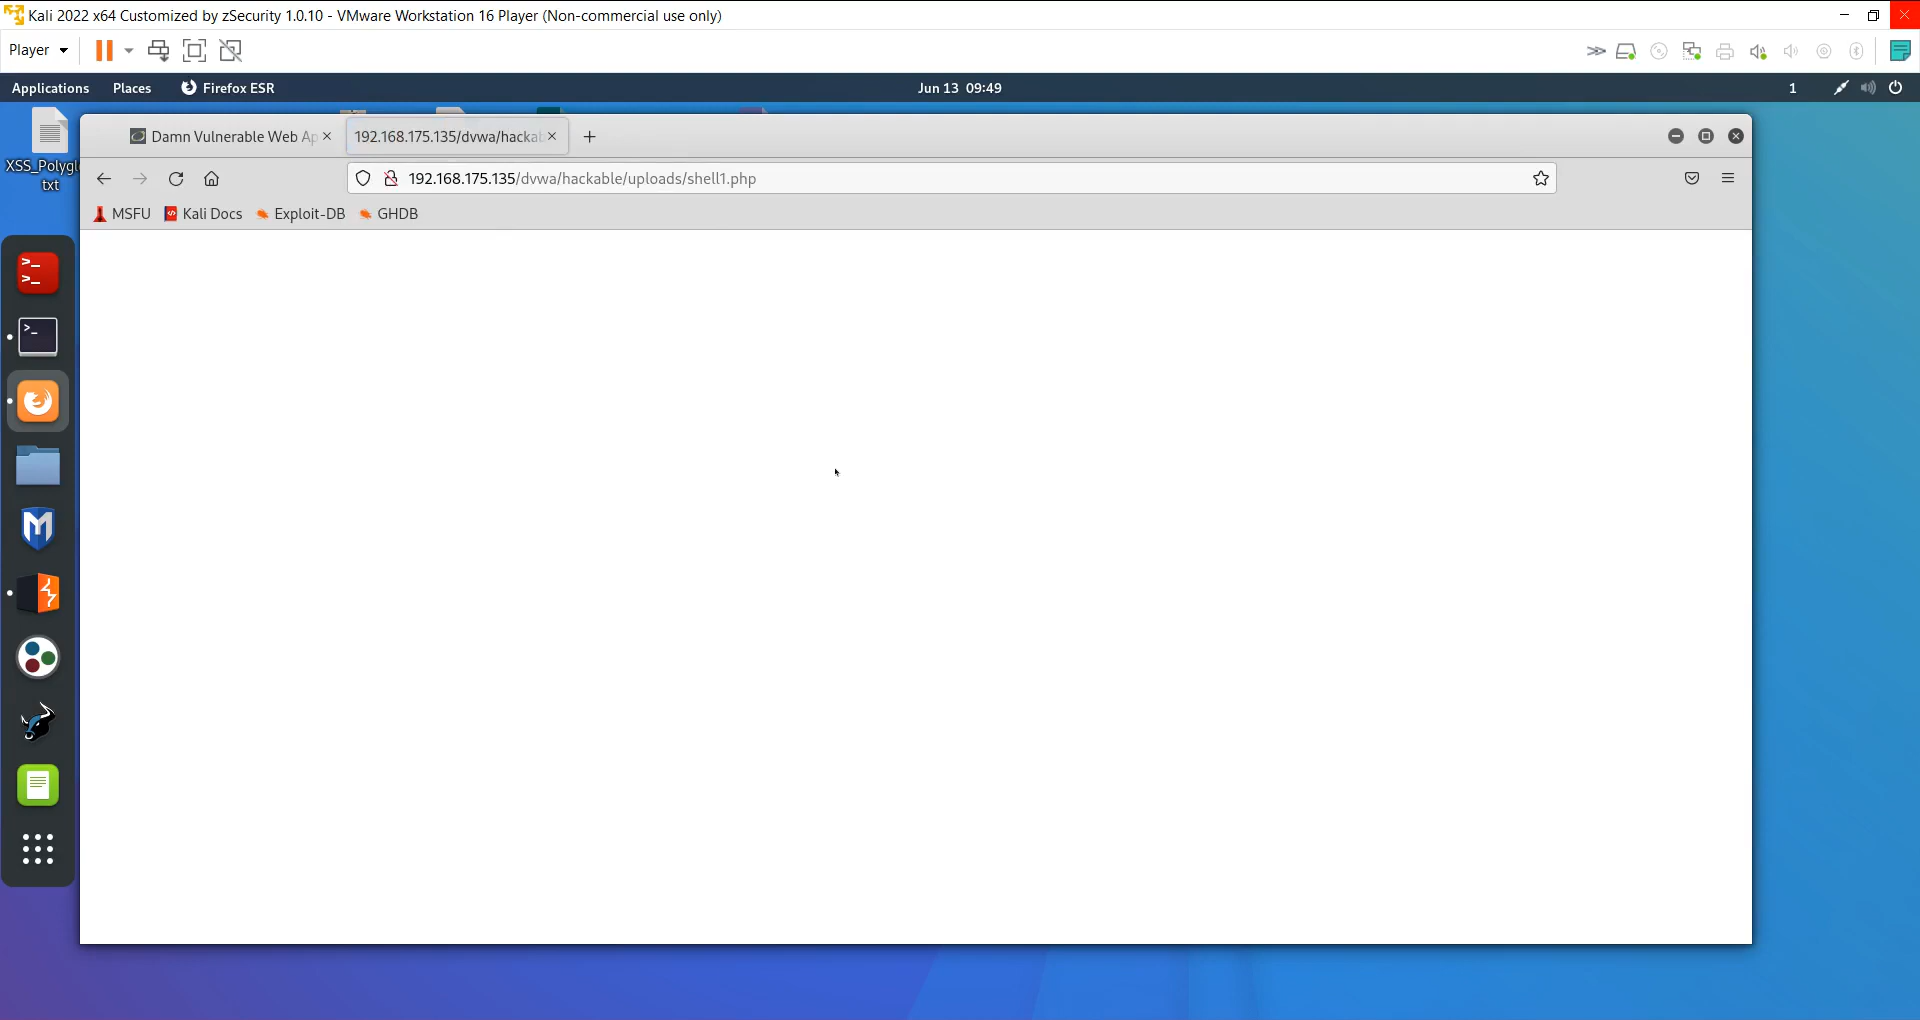 Kali 2022 x64 Customized by zSecurity 1.0.10 - VMware Workstation 16 Player (Non-commercial use only)
Player
Applications Places Firefox ESR Jun 13 09:49 1
Damn Vulnerable Web Ap 192.168.175.135/dvwa/hackab
XSS_Polygl
txt
192.168.175.135/dvwa/hackable/uploads/shell1.php
MSFU Kali Docs Exploit-DB GHDB